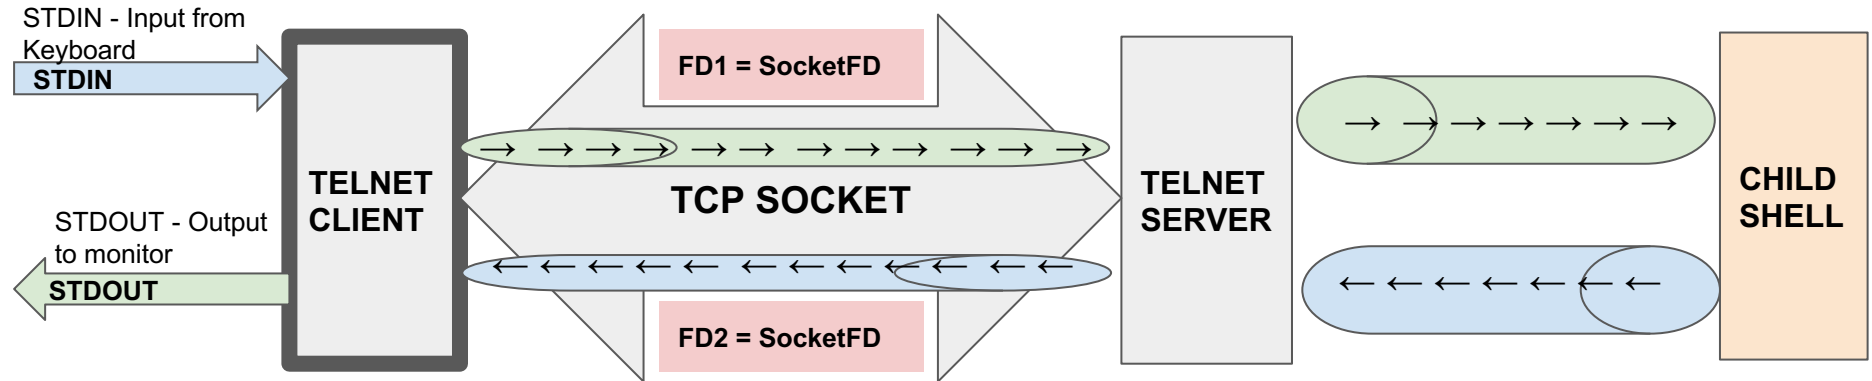 STDIN - Input from
Keyboard
STDIN
STDOUT - Output
to monitor
STDOUT
TELNET
CLIENT
FD1 = SocketFD
TCP SOCKET
FD2 = SocketFD
TELNET
SERVER
CHILD
SHELL